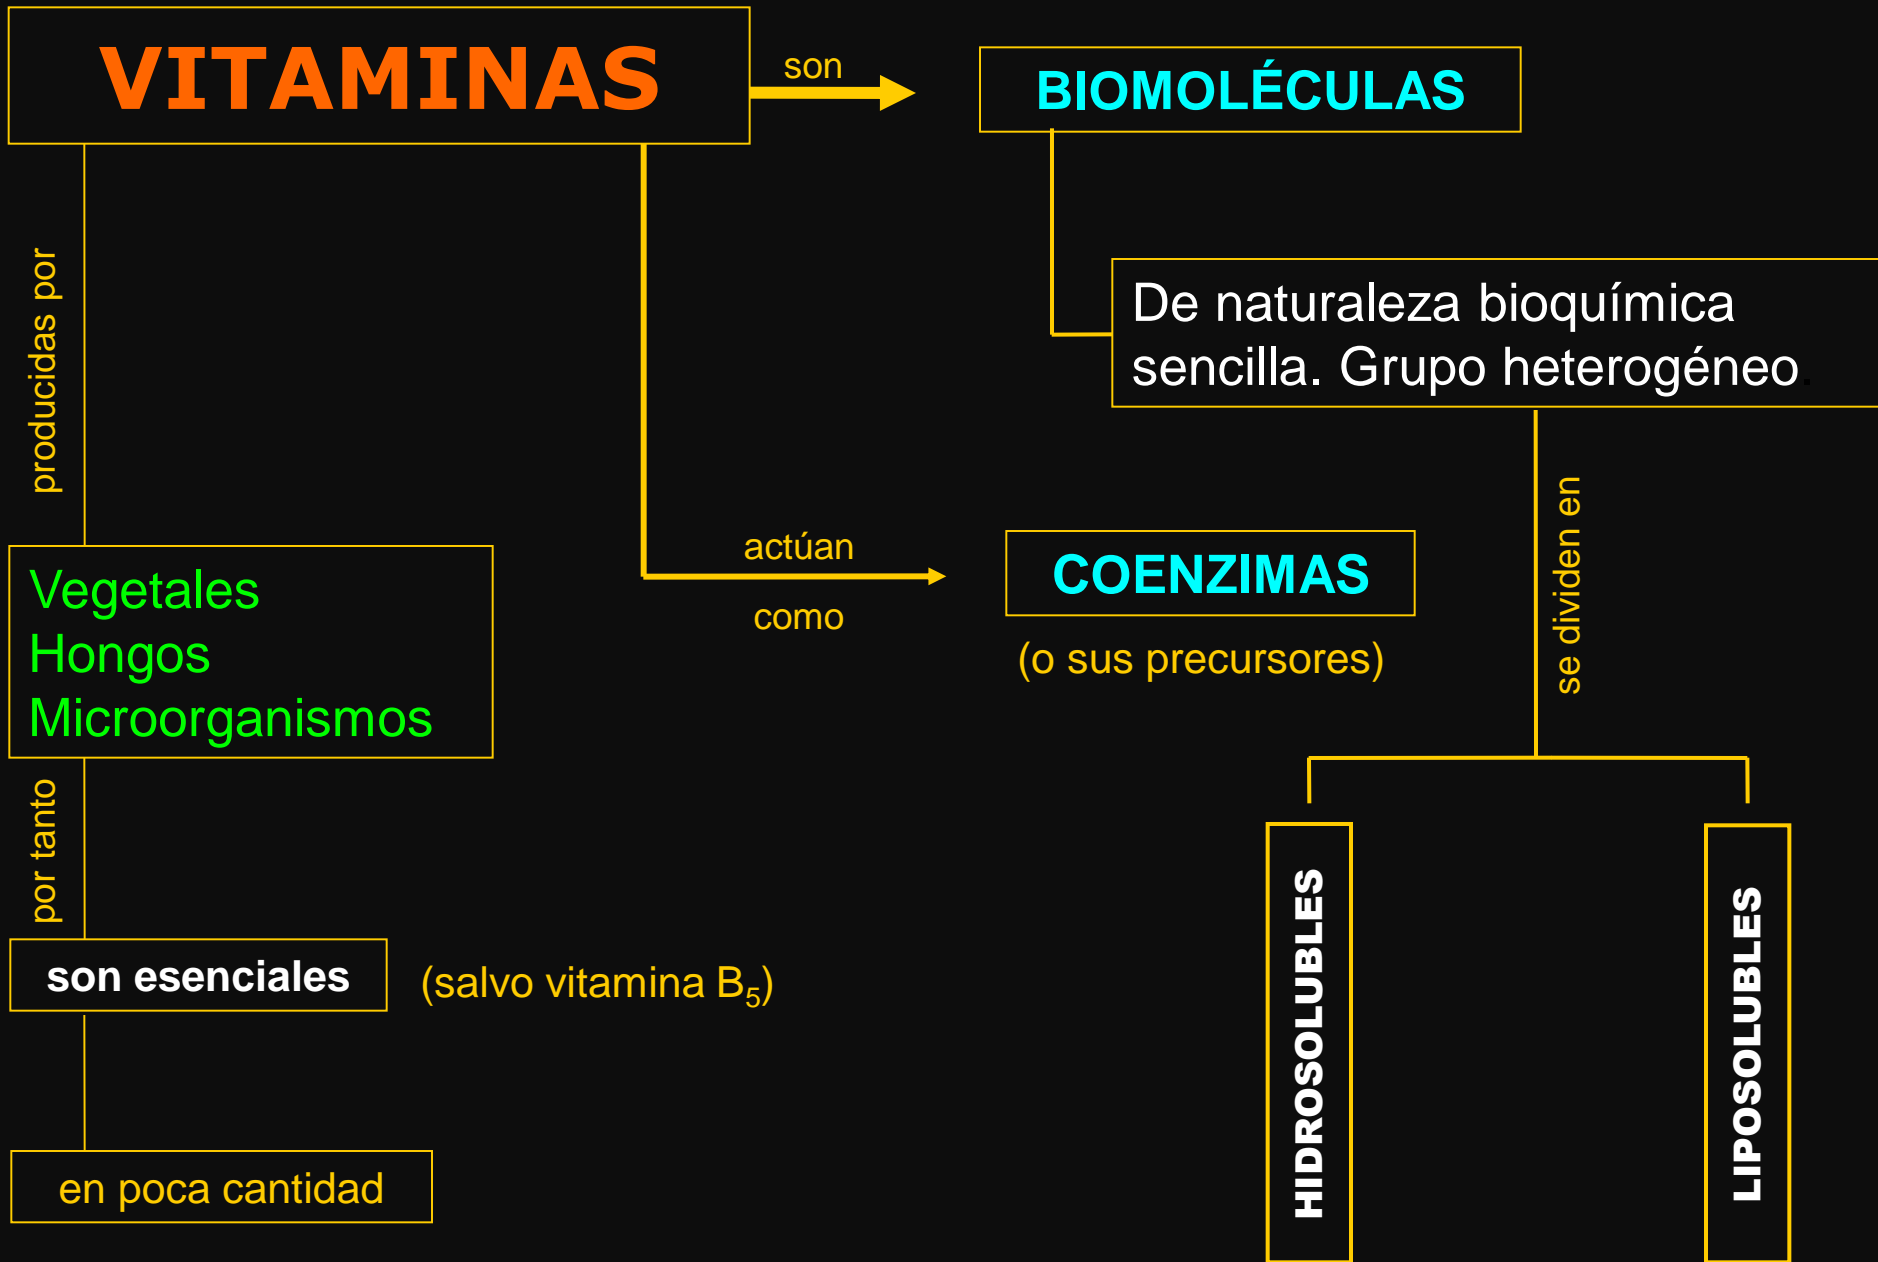 VITAMINAS
son
BIOMOLÉCULAS
De naturaleza bioquímica
sencilla. Grupo heterogéneo.
producidas por
Vegetales
Hongos
Microorganismos
actúan
como
COENZIMAS
(o sus precursores)
se dividen en
HIDROSOLUBLES
LIPOSOLUBLES
por tanto
son esenciales
(salvo vitamina B₅)
en poca cantidad